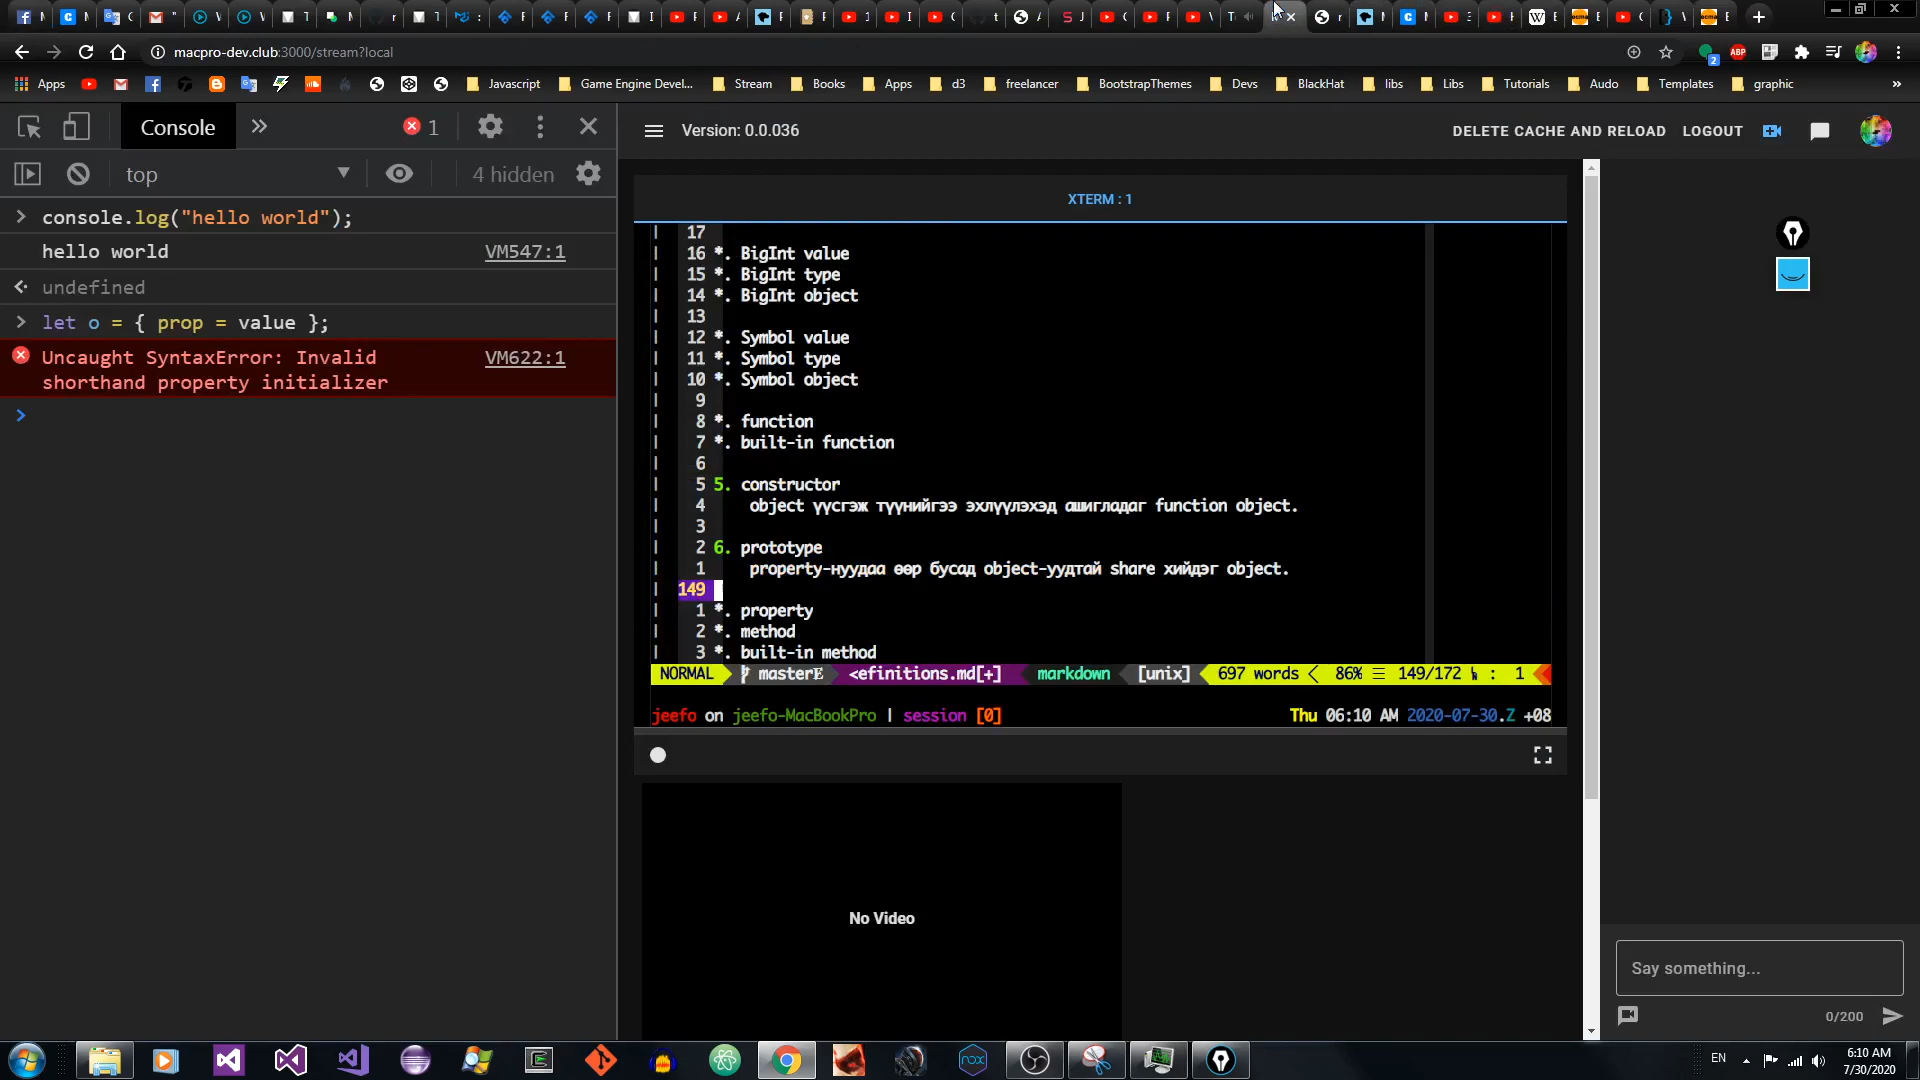 macpro-dev.club:3000/stream?local
Apps
Javascript
Game Engine Devel...
Stream
Books
Apps
d3
freelancer
BootstrapThemes
Devs
BlackHat
libs
Libs
Tutorials
Audo
Templates
graphic
»
Console
1
top
4 hidden
> console.log("hello world");
hello world VM547:1
undefined
> let o = { prop = value };
Uncaught SyntaxError: Invalid VM622:1
shorthand property initializer
>
Version: 0.0.036
DELETE CACHE AND RELOAD
LOGOUT
XTERM : 1
17
16 *. BigInt value
15 *. BigInt type
14 *. BigInt object
13
12 *. Symbol value
11 *. Symbol type
10 *. Symbol object
9
8 *. function
7 *. built-in function
6
5 5. constructor
4 object үүсгэж түүнийгээ эхлүүлэхэд ашигладаг function object.
3
2 6. prototype
1 property-нуудаа өөр бусад object-уудтай share хийдэг object.
149
1 *. property
2 *. method
3 *. built-in method
NORMAL master <efinitions.md[+] markdown [unix] 697 words 86% 149/172 : 1
jeefo on jeefo-MacBookPro | session [0] Thu 06:10 AM 2020-07-30.Z +08
No Video
Say something...
0/200
EN
6:10 AM
7/30/2020